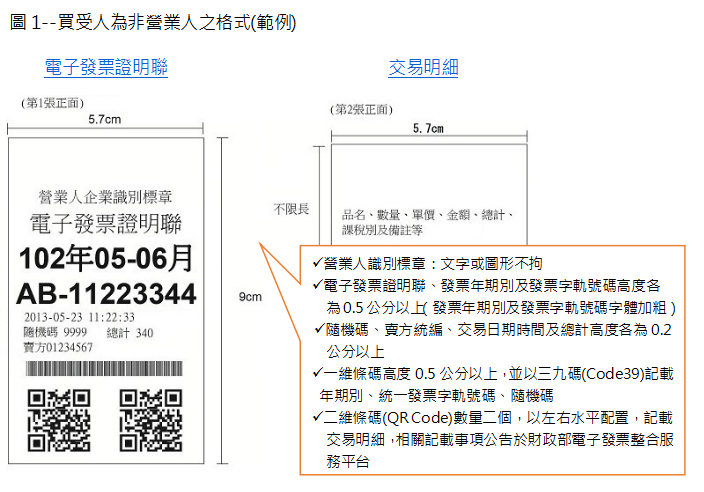 圖 1--買受人為非營業人之格式(範例)
電子發票證明聯
交易明細
(第1張正面)
(第2張正面)
5.7cm
5.7cm
營業人企業識別標章
電子發票證明聯
102年05-06月
AB-11223344
2013-05-23 11:22:33
隨機碼 9999 總計 340
賣方01234567
9cm
不限長
品名、數量、單價、金額、總計、
課稅別及備註等
✓營業人識別標章：文字或圖形不拘
✓電子發票證明聯、發票年期別及發票字軌號碼高度各
為0.5公分以上(發票年期別及發票字軌號碼字體加粗)
✓隨機碼、賣方統編、交易日期時間及總計高度各為0.2
公分以上
✓一維條碼高度0.5公分以上，並以三九碼(Code39)記載
年期別、統一發票字軌號碼、隨機碼
✓二維條碼(QR Code)數量二個，以左右水平配置，記載
交易明細，相關記載事項公告於財政部電子發票整合服
務平台